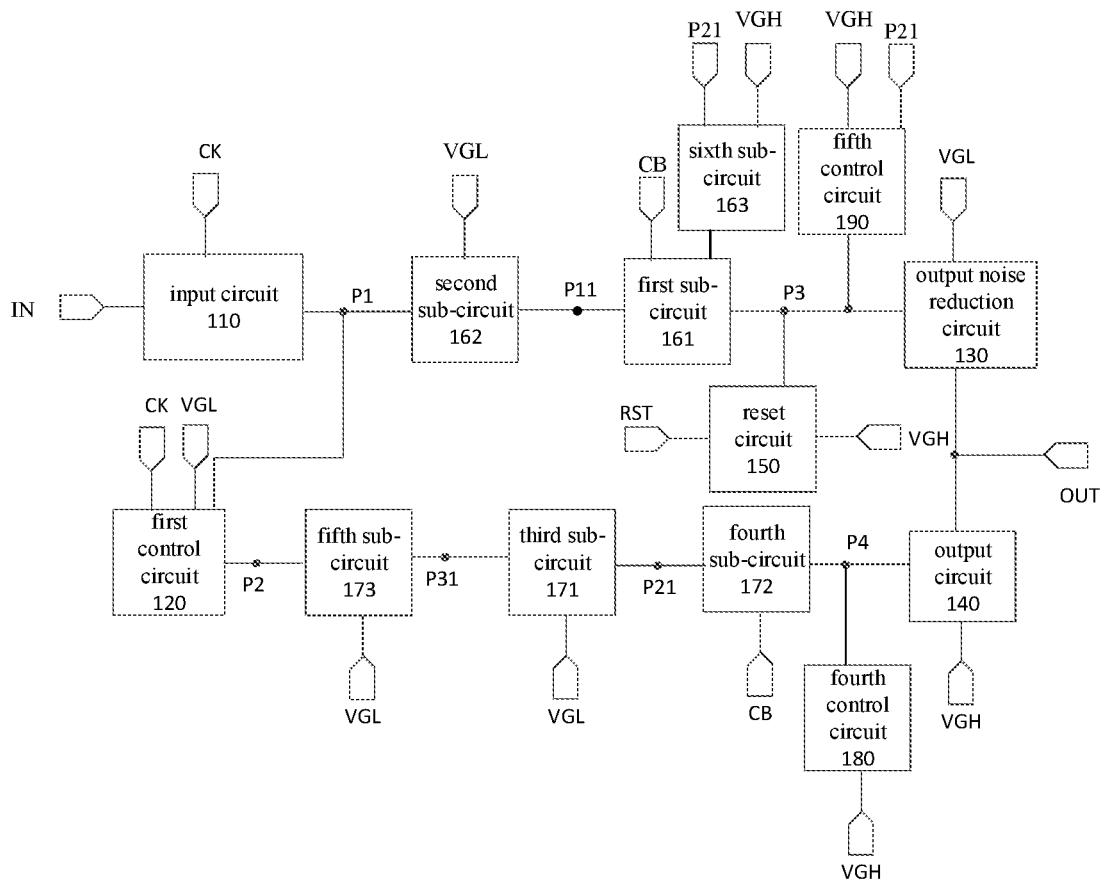 P21
VGH
VGH
P21
CK
VGL
CB
sixth sub-
circuit
163
fifth
control
circuit
190
VGL
IN
input circuit
110
P1
second
sub-circuit
162
P11
first sub-
circuit
161
P3
output noise
reduction
circuit
130
CK
VGL
RST
reset
circuit
150
VGH
OUT
first
control
circuit
120
P2
fifth sub-
circuit
173
P31
third sub-
circuit
171
P21
fourth
sub-circuit
172
P4
output
circuit
140
VGL
VGL
CB
fourth
control
circuit
180
VGH
VGH